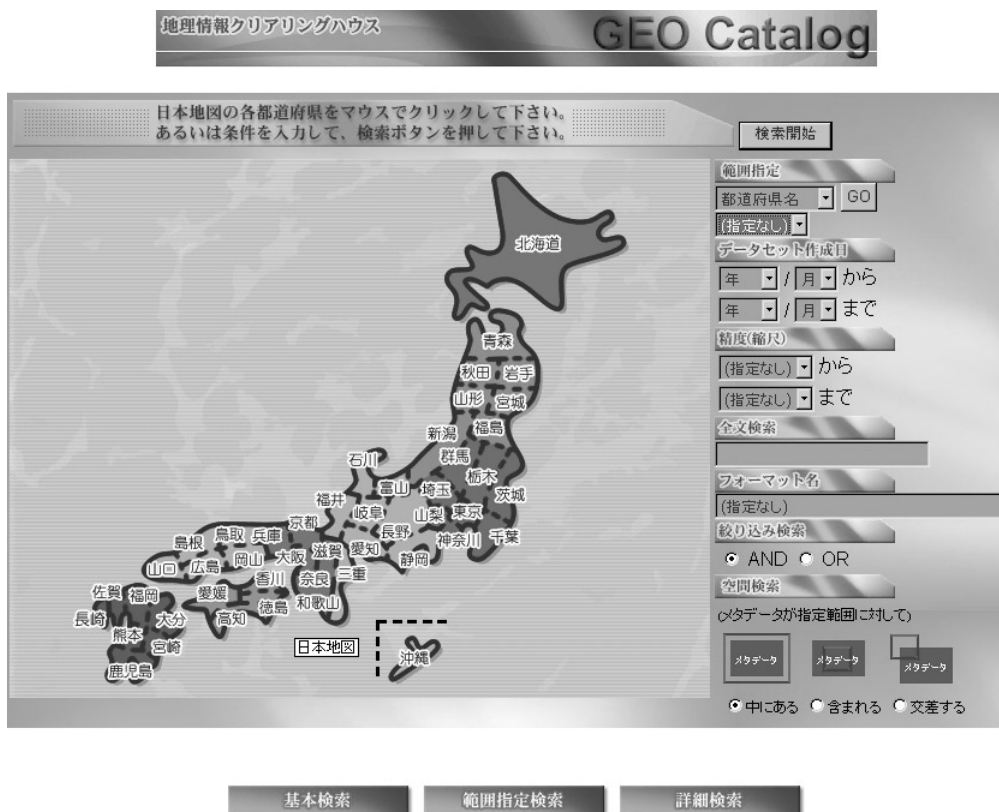 地理情報クリアリングハウス
GEO Catalog
日本地図の各都道府県をマウスでクリックして下さい。
あるいは条件を入力して、検索ボタンを押して下さい。
検索開始
範囲指定
都道府県名
GO
(指定なし)
データセット作成日
年 / 月 から
年 / 月 まで
精度(縮尺)
(指定なし) から
(指定なし) まで
全文検索
フォーマット名
(指定なし)
絞り込み検索
AND OR
空間検索
(メタデータが指定範囲に対して)
メタデータ メタデータ メタデータ
中にある 含まれる 交差する
北海道
青森
秋田 岩手
山形 宮城
新潟 福島
石川 群馬
富山 埼玉 栃木
福井 茨城
岐阜 山梨 東京
京都 長野 神奈川 千葉
島根 鳥取 兵庫
大阪 滋賀 愛知 静岡
山口 広島 岡山
香川 奈良 三重
佐賀 福岡 愛媛
徳島 和歌山
長崎 大分 高知
熊本 宮崎
鹿児島
日本地図
沖縄
基本検索 範囲指定検索 詳細検索